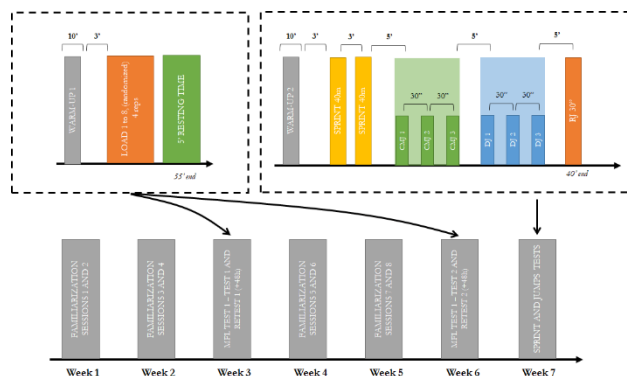 10'
3'
WARM-UP 1
LOAD 1 to 8 (randomized)
4 reps
5" RESTING TIME
55' end
10'
3'
3'
5'
5'
5'
WARM-UP 2
SPRINT 40m
SPRINT 40m
30"
30"
CMJ 1
CMJ 2
CMJ 3
30"
30"
DJ 1
DJ 2
DJ 3
RJ 30"
40' end
FAMILIARIZATION
SESSIONS 1 AND 2
FAMILIARIZATION
SESSIONS 3 AND 4
MPL TEST 1 – TEST 1 AND
RETEST 1 (+48h)
FAMILIARIZATION
SESSIONS 5 AND 6
FAMILIARIZATION
SESSIONS 7 AND 8
MPL TEST 1 – TEST 2 AND
RETEST 2 (+48h)
SPRINT AND JUMPS TESTS
Week 1
Week 2
Week 3
Week 4
Week 5
Week 6
Week 7